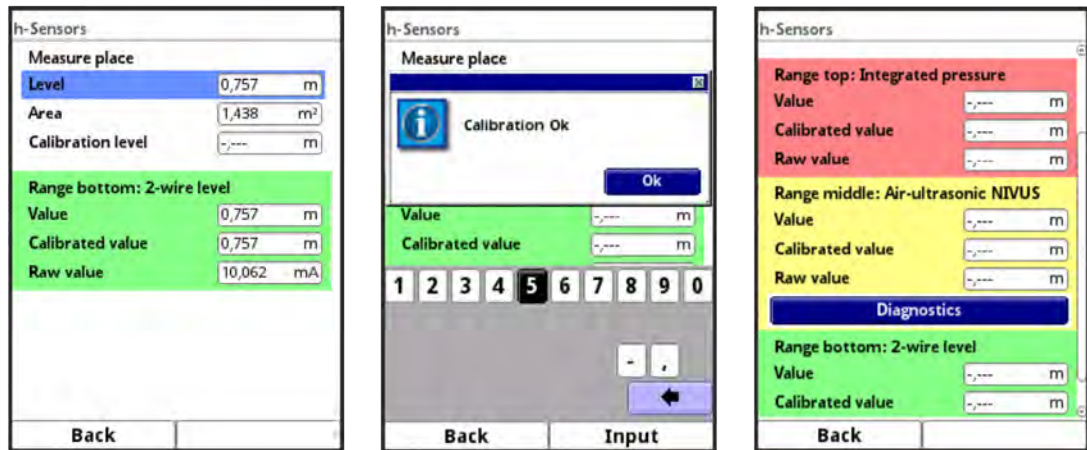 h-Sensors
Measure place
Level 0,757 m
Area 1,438 m²
Calibration level -,--- m
Range bottom: 2-wire level
Value 0,757 m
Calibrated value 0,757 m
Raw value 10,062 mA
Back
h-Sensors
Measure place
Calibration Ok
Ok
Value -,--- m
Calibrated value -,--- m
1 2 3 4 5 6 7 8 9 0
- ,
Back Input
h-Sensors
Range top: Integrated pressure
Value -,--- m
Calibrated value -,--- m
Raw value -,--- m
Range middle: Air-ultrasonic NIVUS
Value -,--- m
Calibrated value -,--- m
Raw value -,--- m
Diagnostics
Range bottom: 2-wire level
Value -,--- m
Calibrated value -,--- m
Back